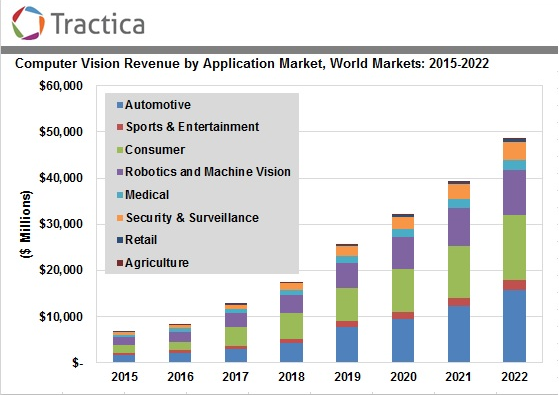 Tractica
Computer Vision Revenue by Application Market, World Markets: 2015-2022
($ Millions)
$60,000
$50,000
$40,000
$30,000
$20,000
$10,000
$-
Automotive
Sports & Entertainment
Consumer
Robotics and Machine Vision
Medical
Security & Surveillance
Retail
Agriculture
2015 2016 2017 2018 2019 2020 2021 2022